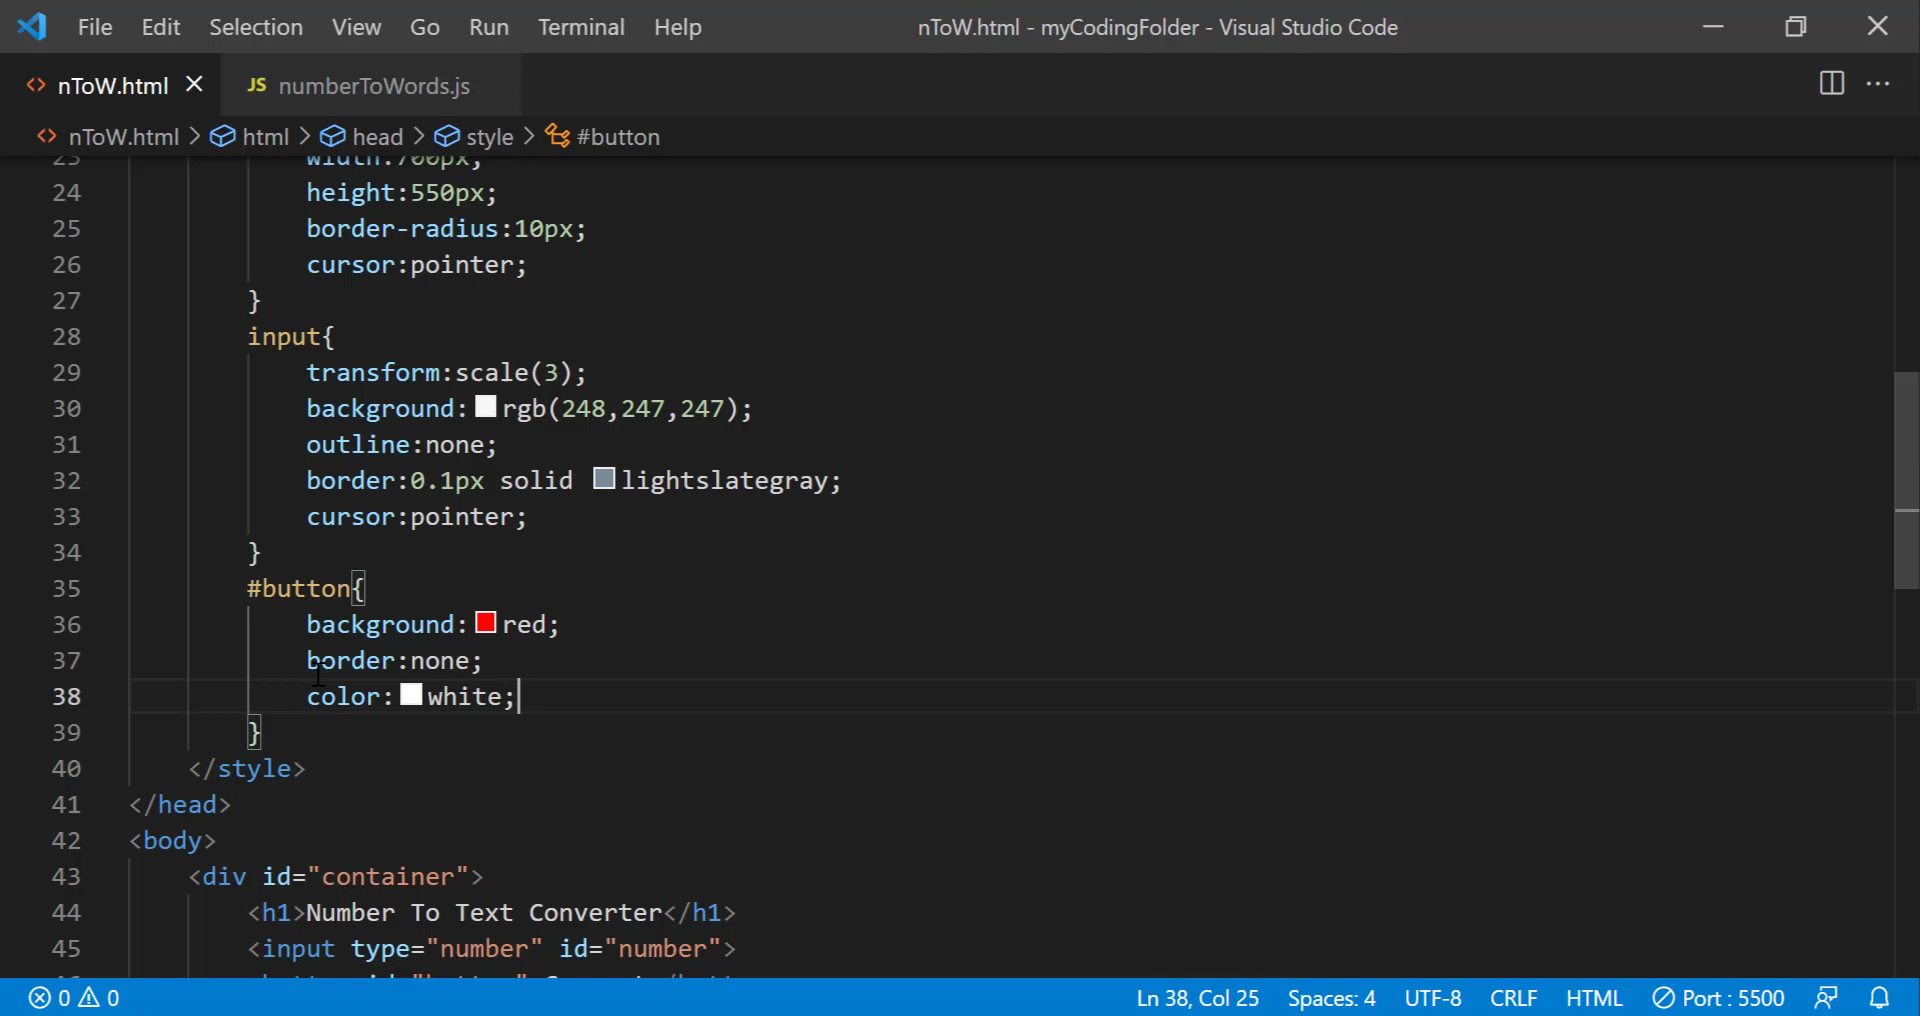 File Edit Selection View Go Run Terminal Help nToW.html - myCodingFolder - Visual Studio Code
nToW.html JS numberToWords.js
nToW.html > html > head > style > #button
23 width:700px;
24 height:550px;
25 border-radius:10px;
26 cursor:pointer;
27 }
28 input{
29 transform:scale(3);
30 background:rgb(248,247,247);
31 outline:none;
32 border:0.1px solid lightslategray;
33 cursor:pointer;
34 }
35 #button{
36 background:red;
37 border:none;
38 color:white;
39 }
40 </style>
41 </head>
42 <body>
43 <div id="container">
44 <h1>Number To Text Converter</h1>
45 <input type="number" id="number">
0 0 Ln 38, Col 25 Spaces: 4 UTF-8 CRLF HTML Port : 5500